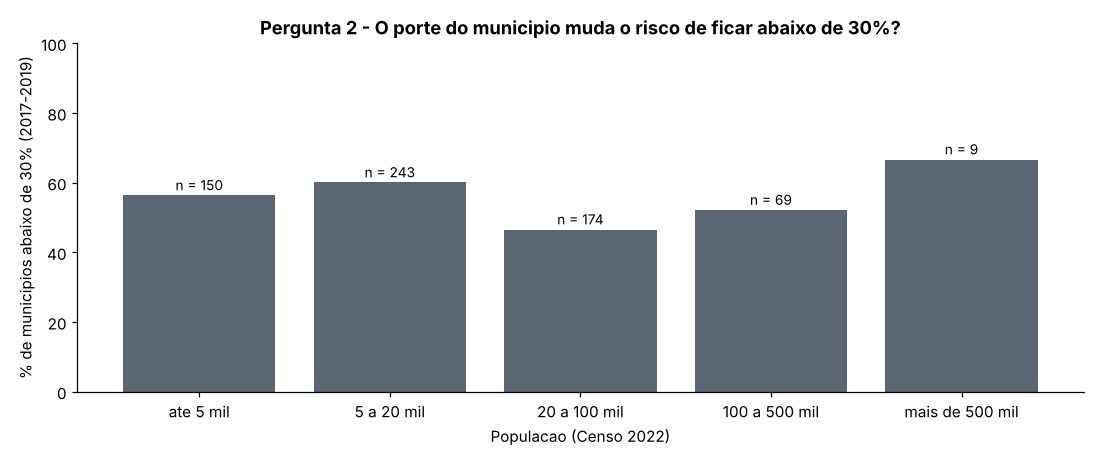 Pergunta 2 - O porte do municipio muda o risco de ficar abaixo de 30%?
% de municipios abaixo de 30% (2017-2019)
100
80
60
40
20
0
n = 150
n = 243
n = 174
n = 69
n = 9
ate 5 mil
5 a 20 mil
20 a 100 mil
100 a 500 mil
mais de 500 mil
Populacao (Censo 2022)